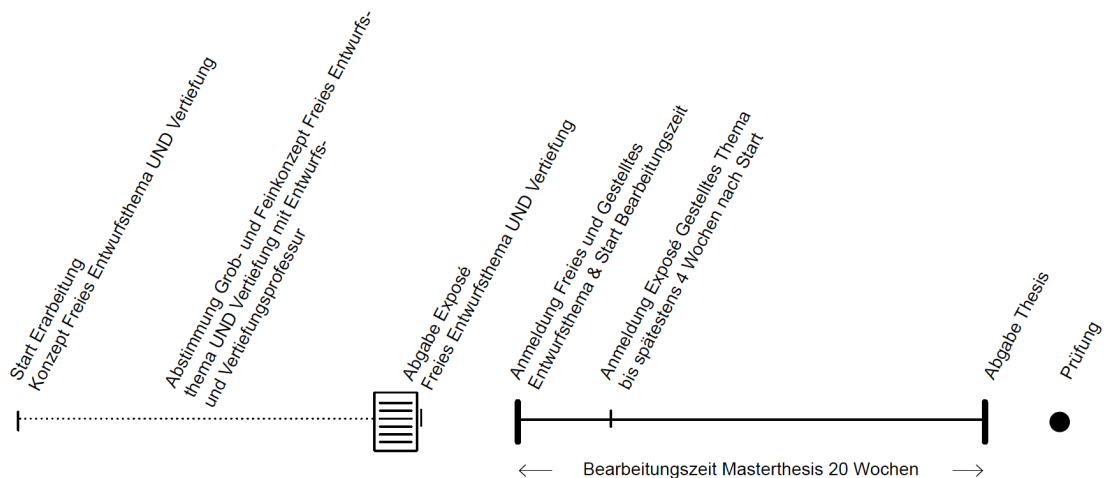 Start Erarbeitung
Konzept Freies Entwurfsthema UND Vertiefung
Abstimmung Grob- und Feinkonzept Freies Entwurfs-
thema UND Vertiefung mit Entwurfs-
und Vertiefungsprofessur
Abgabe Exposé
Freies Entwurfsthema UND Vertiefung
Anmeldung Freies und Gestelltes
Entwurfsthema & Start Bearbeitungszeit
Anmeldung Exposé Gestelltes Thema
bis spätestens 4 Wochen nach Start
Abgabe Thesis
Prüfung
Bearbeitungszeit Masterthesis 20 Wochen